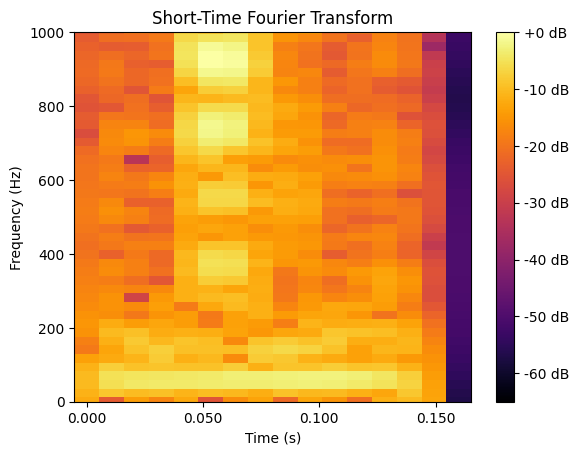 Short-Time Fourier Transform
1000
800
600
400
200
0
Frequency (Hz)
0.000
0.050
0.100
0.150
Time (s)
+0 dB
-10 dB
-20 dB
-30 dB
-40 dB
-50 dB
-60 dB